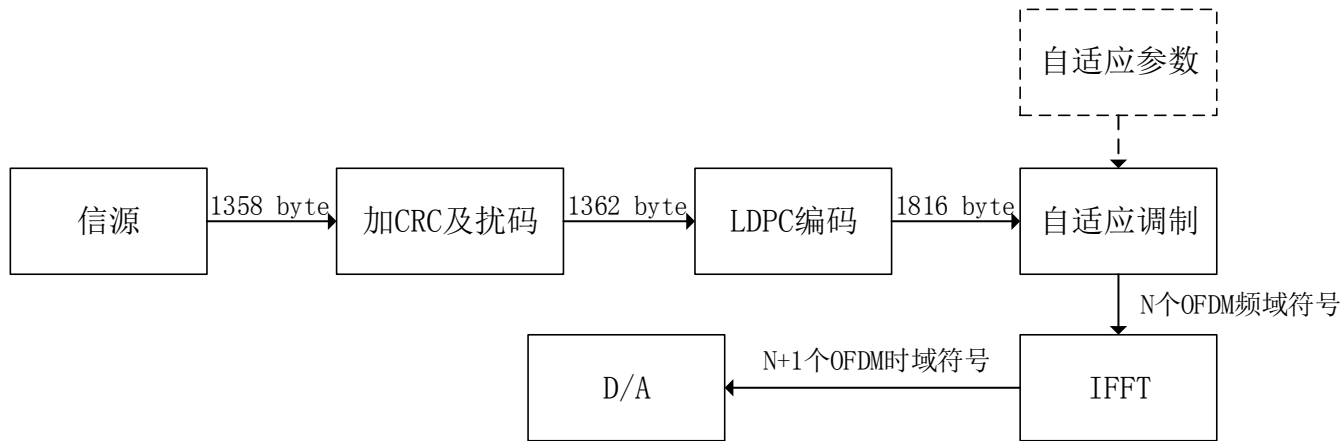 自适应参数
信源
1358 byte
加CRC及扰码
1362 byte
LDPC编码
1816 byte
自适应调制
N个OFDM频域符号
D/A
N+1个OFDM时域符号
IFFT